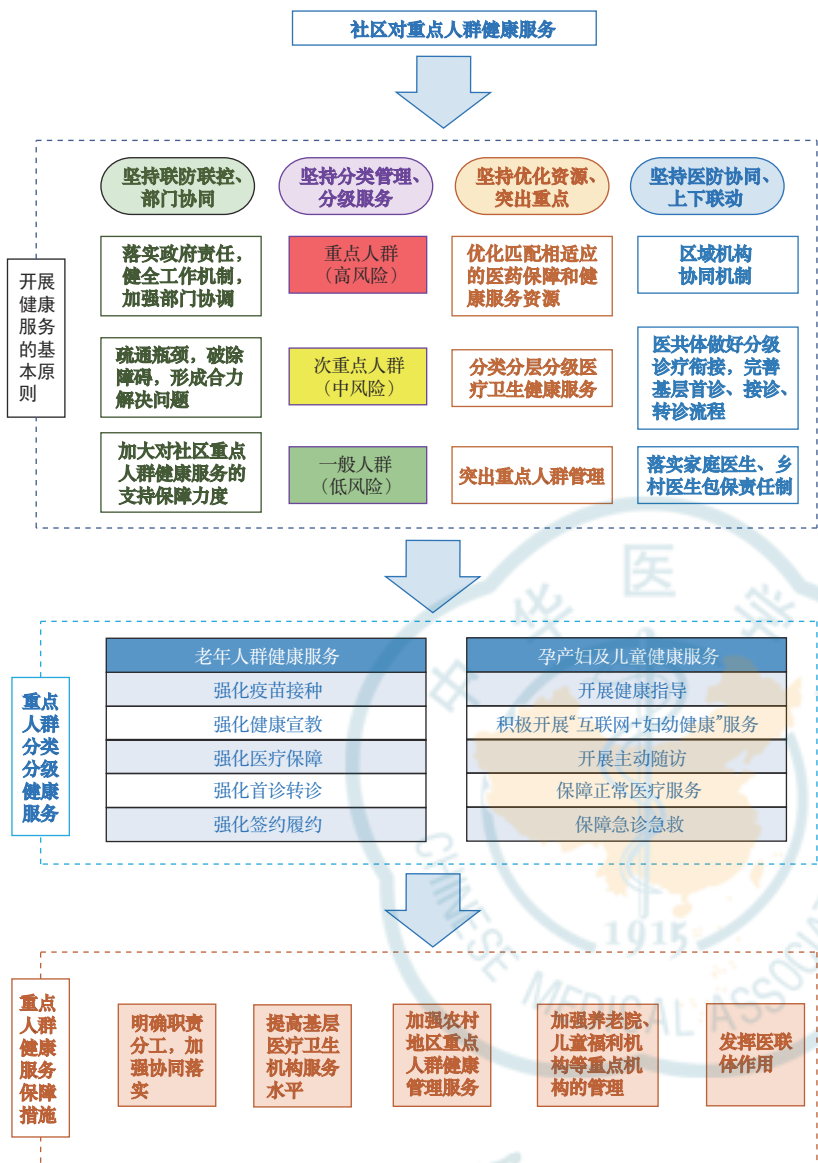 社区对重点人群健康服务
开展
健康
服务
的基
本原
则
坚持联防联控、
部门协同
落实政府责任，
健全工作机制，
加强部门协调
疏通瓶颈，破除
障碍，形成合力
解决问题
加大对社区重点
人群健康服务的
支持保障力度
坚持分类管理、
分级服务
重点人群
（高风险）
次重点人群
（中风险）
一般人群
（低风险）
坚持优化资源、
突出重点
优化匹配相适应
的医药保障和健
康服务资源
分类分层分级医
疗卫生健康服务
突出重点人群管理
坚持医防协同、
上下联动
区域机构
协同机制
医共体做好分级
诊疗衔接，完善
基层首诊、接诊、
转诊流程
落实家庭医生、乡
村医生包保责任制
重点
人群
分类
分级
健康
服务
老年人群健康服务
强化疫苗接种
强化健康宣教
强化医疗保障
强化首诊转诊
强化签约履约
孕产妇及儿童健康服务
开展健康指导
积极开展“互联网+妇幼健康”服务
开展主动随访
保障正常医疗服务
保障急诊急救
重点
人群
健康
服务
保障
措施
明确职责
分工，加
强协同落
实
提高基层
医疗卫生
机构服务
水平
加强农村
地区重点
人群健康
管理服务
加强养老院、
儿童福利机
构等重点机
构的管理
发挥医联
体作用
中华医学
CHINESE MEDICAL ASSOCIA
1915